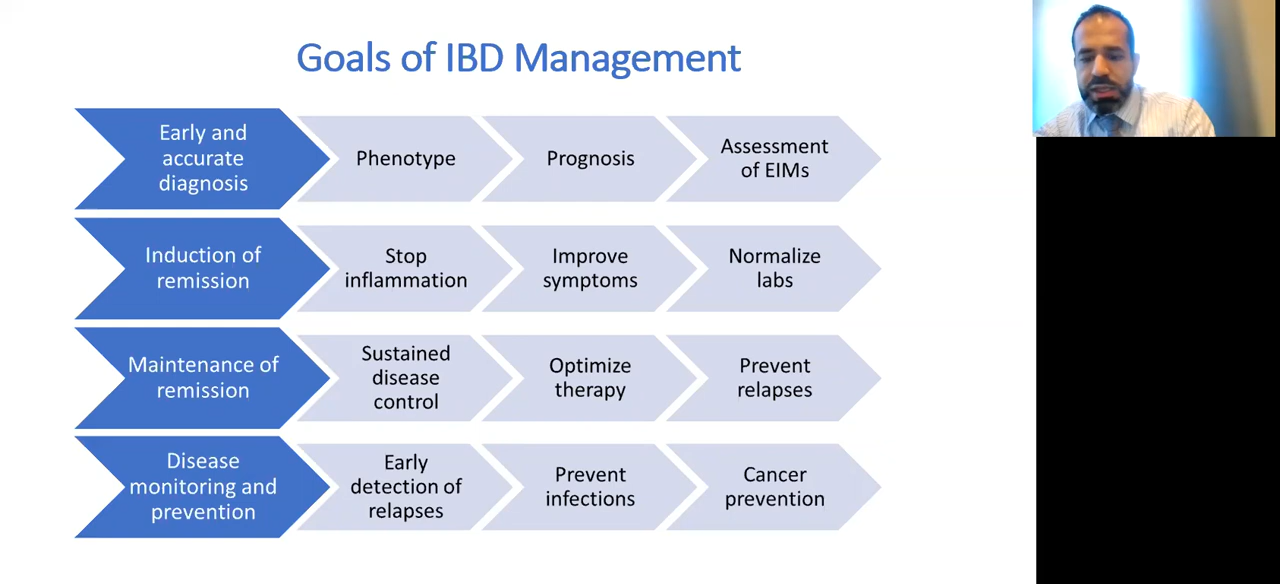 Goals of IBD Management
Early and
accurate
diagnosis
Phenotype
Prognosis
Assessment
of EIMs
Induction of
remission
Stop
inflammation
Improve
symptoms
Normalize
labs
Maintenance of
remission
Sustained
disease
control
Optimize
therapy
Prevent
relapses
Disease
monitoring and
prevention
Early
detection of
relapses
Prevent
infections
Cancer
prevention